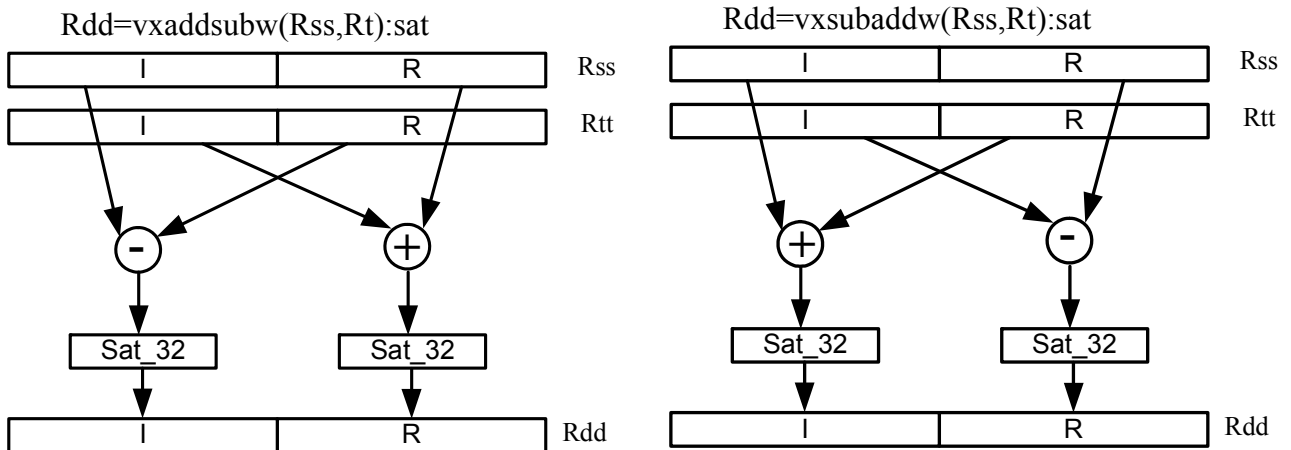 Rdd=vxaddsubw(Rss,Rt):sat
I R Rss
I R Rtt
- +
Sat_32 Sat_32
I R Rdd
Rdd=vxsubaddw(Rss,Rt):sat
I R Rss
I R Rtt
+ -
Sat_32 Sat_32
I R Rdd